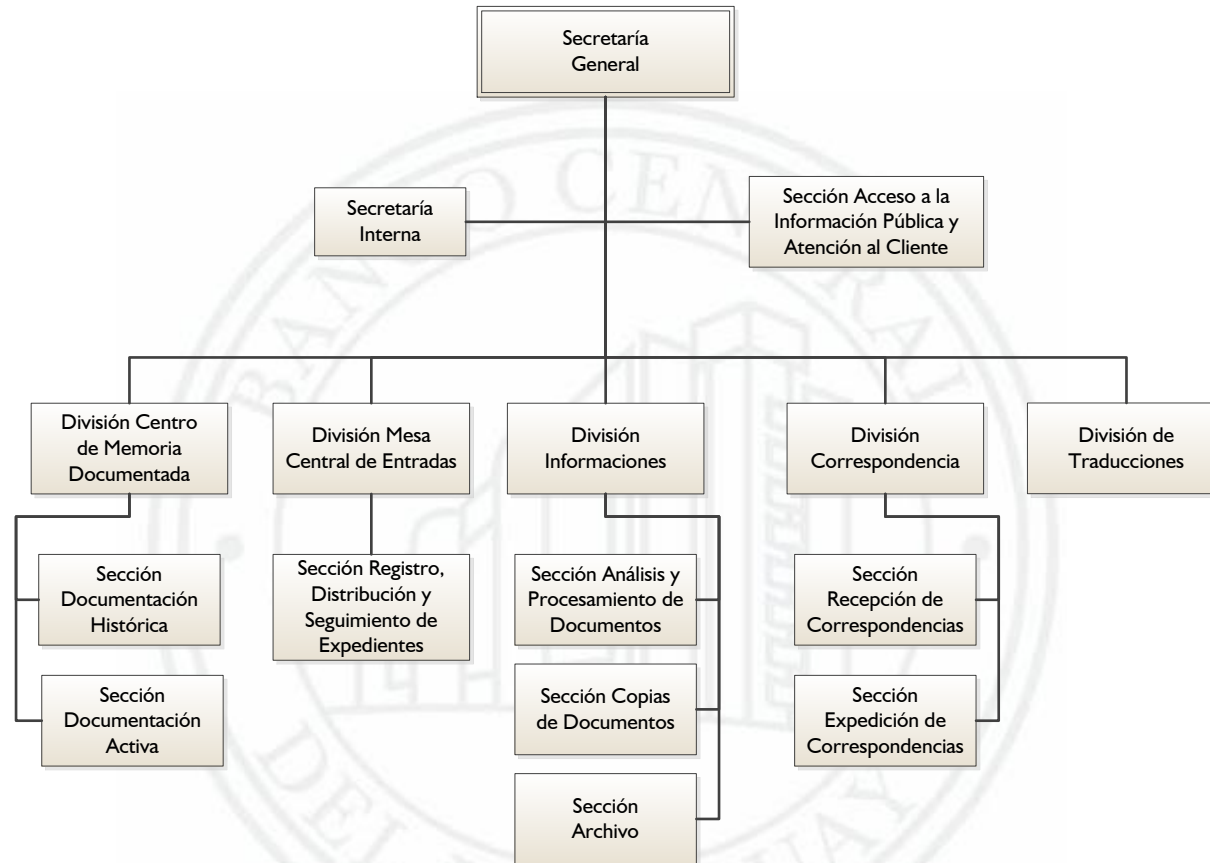 Secretaría
General
Secretaría
Interna
Sección Acceso a la
Información Pública y
Atención al Cliente
División Centro
de Memoria
Documentada
División Mesa
Central de Entradas
División
Informaciones
División
Correspondencia
División de
Traducciones
Sección
Documentación
Histórica
Sección
Documentación
Activa
Sección Registro,
Distribución y
Seguimiento de
Expedientes
Sección Análisis y
Procesamiento de
Documentos
Sección Copias
de Documentos
Sección
Archivo
Sección
Recepción de
Correspondencias
Sección
Expedición de
Correspondencias
BANCO CENTRAL
DEL